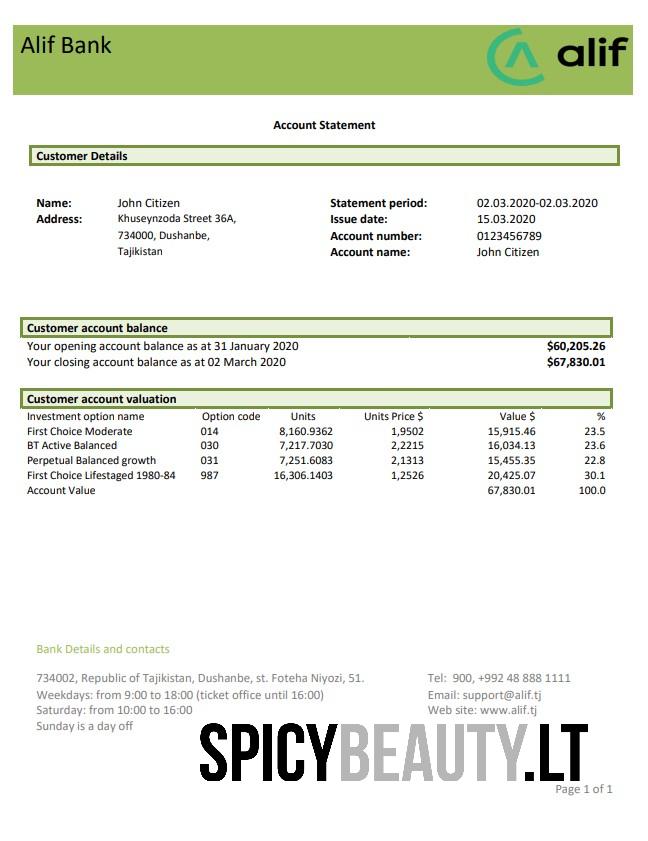 Alif Bank
alif
Account Statement
Customer Details
Name: John Citizen Statement period: 02.03.2020-02.03.2020
Address: Khuseynzoda Street 36A, Issue date: 15.03.2020
734000, Dushanbe, Account number: 0123456789
Tajikistan Account name: John Citizen
Customer account balance
Your opening account balance as at 31 January 2020 $60,205.26
Your closing account balance as at 02 March 2020 $67,830.01
Customer account valuation
Investment option name Option code Units Units Price $ Value $ %
First Choice Moderate 014 8,160.9362 1,9502 15,915.46 23.5
BT Active Balanced 030 7,217.7030 2,2215 16,034.13 23.6
Perpetual Balanced growth 031 7,251.6083 2,1313 15,455.35 22.8
First Choice Lifestaged 1980-84 987 16,306.1403 1,2526 20,425.07 30.1
Account Value 67,830.01 100.0
Bank Details and contacts
734002, Republic of Tajikistan, Dushanbe, st. Foteha Niyozi, 51. Tel: 900, +992 48 888 1111
Weekdays: from 9:00 to 18:00 (ticket office until 16:00) Email: support@alif.tj
Saturday: from 10:00 to 16:00 Web site: www.alif.tj
Sunday is a day off
SPICYBEAUTY.LT
Page 1 of 1